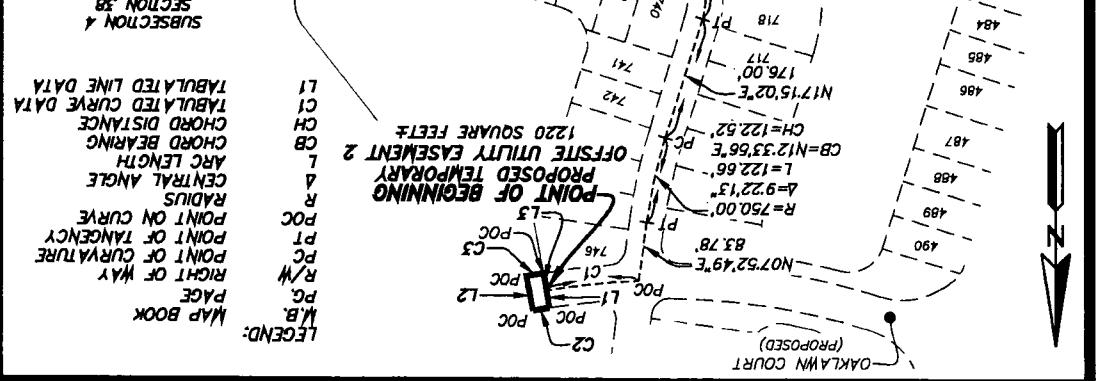 OAKLAWN COURT
(PROPOSED)
N
490
489
488
487
486
485
484
POC
N07°52'49"E
83.78'
PT
R=750.00'
Δ=9°22'13"
L=122.66'
CB=N12°33'56"E
CH=122.52'
PC
N17°15'02"E
176.00'
717
718
PT
740
741
742
746
C1
L1
POC
POC
C2
L2
POC
POC
C3
L3
POINT OF BEGINNING
PROPOSED TEMPORARY
OFFSITE UTILITY EASEMENT 2
1220 SQUARE FEET±
LEGEND:
M.B. MAP BOOK
PG. PAGE
R/W RIGHT OF WAY
PC POINT OF CURVATURE
PT POINT OF TANGENCY
POC POINT ON CURVE
R RADIUS
Δ CENTRAL ANGLE
L ARC LENGTH
CB CHORD BEARING
CH CHORD DISTANCE
C1 TABULATED CURVE DATA
L1 TABULATED LINE DATA
SUBSECTION 4
SECTION 38